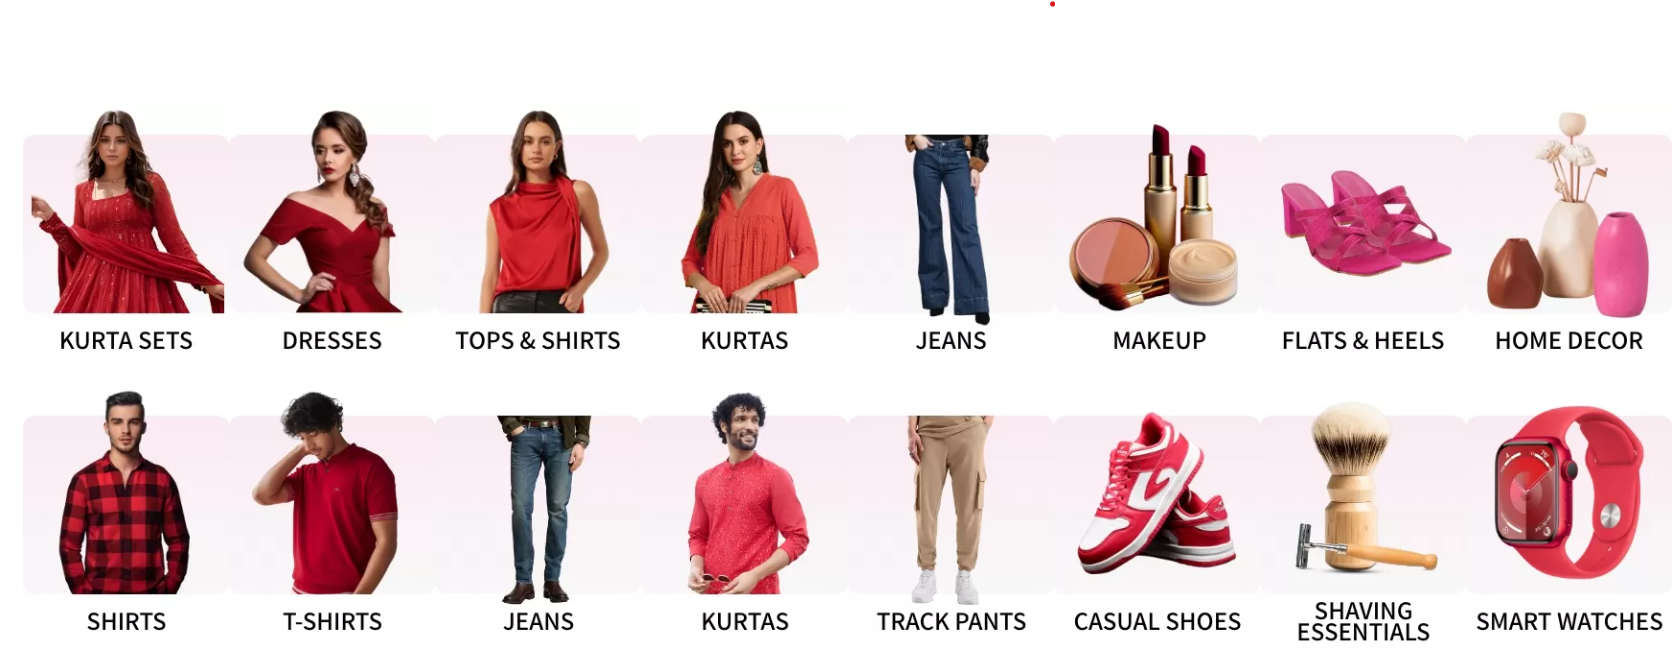 KURTA SETS
DRESSES
TOPS & SHIRTS
KURTAS
JEANS
MAKEUP
FLATS & HEELS
HOME DECOR
SHIRTS
T-SHIRTS
JEANS
KURTAS
TRACK PANTS
CASUAL SHOES
SHAVING
ESSENTIALS
SMART WATCHES